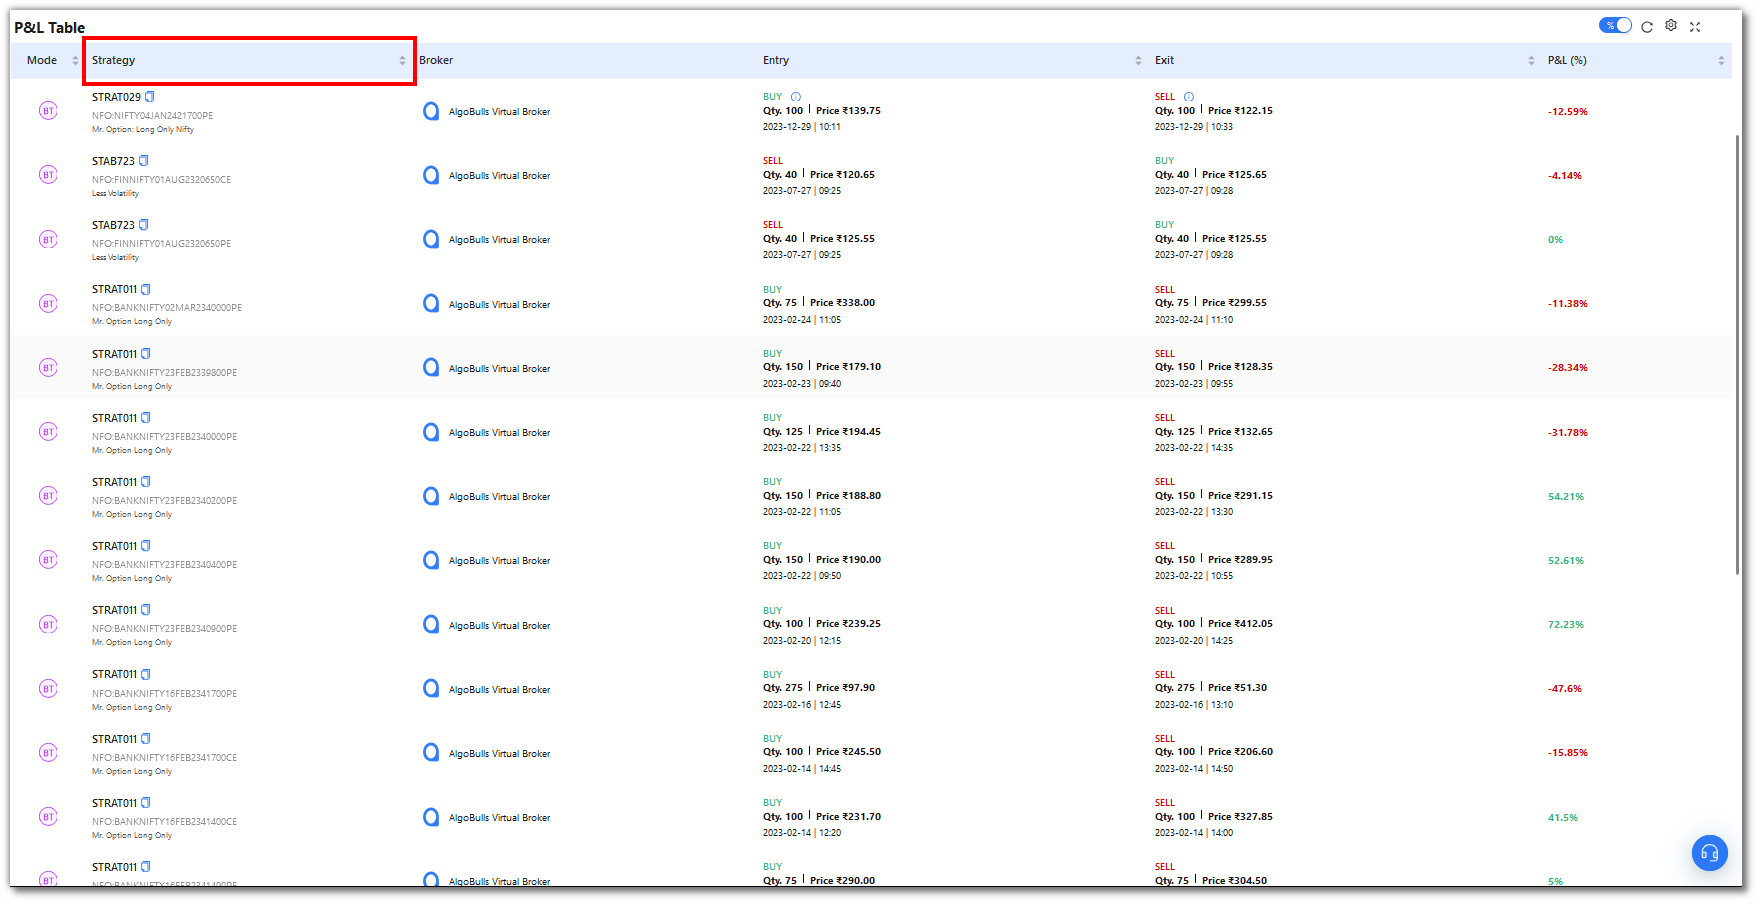 P&L Table
%
Mode Strategy Broker Entry Exit P&L (%)
STRAT029 BUY SELL
BT NFO:NIFTY04JAN2421700PE AlgoBulls Virtual Broker Qty. 100 | Price ₹139.75 Qty. 100 | Price ₹122.15 -12.59%
Mr. Option: Long Only Nifty 2023-12-29 | 10:11 2023-12-29 | 10:33
STAB723 SELL BUY
BT NFO:FINNIFTY01AUG2320650CE AlgoBulls Virtual Broker Qty. 40 | Price ₹120.65 Qty. 40 | Price ₹125.65 -4.14%
Less Volatility 2023-07-27 | 09:25 2023-07-27 | 09:28
STAB723 SELL BUY
BT NFO:FINNIFTY01AUG2320650PE AlgoBulls Virtual Broker Qty. 40 | Price ₹125.55 Qty. 40 | Price ₹125.55 0%
Less Volatility 2023-07-27 | 09:25 2023-07-27 | 09:28
STRAT011 BUY SELL
BT NFO:BANKNIFTY02MAR2340000PE AlgoBulls Virtual Broker Qty. 75 | Price ₹338.00 Qty. 75 | Price ₹299.55 -11.38%
Mr. Option Long Only 2023-02-24 | 11:05 2023-02-24 | 11:10
STRAT011 BUY SELL
BT NFO:BANKNIFTY23FEB2339800PE AlgoBulls Virtual Broker Qty. 150 | Price ₹179.10 Qty. 150 | Price ₹128.35 -28.34%
Mr. Option Long Only 2023-02-23 | 09:40 2023-02-23 | 09:55
STRAT011 BUY SELL
BT NFO:BANKNIFTY23FEB2340000PE AlgoBulls Virtual Broker Qty. 125 | Price ₹194.45 Qty. 125 | Price ₹132.65 -31.78%
Mr. Option Long Only 2023-02-22 | 13:35 2023-02-22 | 14:35
STRAT011 BUY SELL
BT NFO:BANKNIFTY23FEB2340200PE AlgoBulls Virtual Broker Qty. 150 | Price ₹188.80 Qty. 150 | Price ₹291.15 54.21%
Mr. Option Long Only 2023-02-22 | 11:05 2023-02-22 | 13:30
STRAT011 BUY SELL
BT NFO:BANKNIFTY23FEB2340400PE AlgoBulls Virtual Broker Qty. 150 | Price ₹190.00 Qty. 150 | Price ₹289.95 52.61%
Mr. Option Long Only 2023-02-22 | 09:50 2023-02-22 | 10:55
STRAT011 BUY SELL
BT NFO:BANKNIFTY23FEB2340900PE AlgoBulls Virtual Broker Qty. 100 | Price ₹239.25 Qty. 100 | Price ₹412.05 72.23%
Mr. Option Long Only 2023-02-20 | 12:15 2023-02-20 | 14:25
STRAT011 BUY SELL
BT NFO:BANKNIFTY16FEB2341700PE AlgoBulls Virtual Broker Qty. 275 | Price ₹97.90 Qty. 275 | Price ₹51.30 -47.6%
Mr. Option Long Only 2023-02-16 | 12:45 2023-02-16 | 13:10
STRAT011 BUY SELL
BT NFO:BANKNIFTY16FEB2341700CE AlgoBulls Virtual Broker Qty. 100 | Price ₹245.50 Qty. 100 | Price ₹206.60 -15.85%
Mr. Option Long Only 2023-02-14 | 14:45 2023-02-14 | 14:50
STRAT011 BUY SELL
BT NFO:BANKNIFTY16FEB2341400CE AlgoBulls Virtual Broker Qty. 100 | Price ₹231.70 Qty. 100 | Price ₹327.85 41.5%
Mr. Option Long Only 2023-02-14 | 12:20 2023-02-14 | 14:00
STRAT011 BUY SELL
BT NFO:BANKNIFTY16FEB2341400PE AlgoBulls Virtual Broker Qty. 75 | Price ₹290.00 Qty. 75 | Price ₹304.50 5%